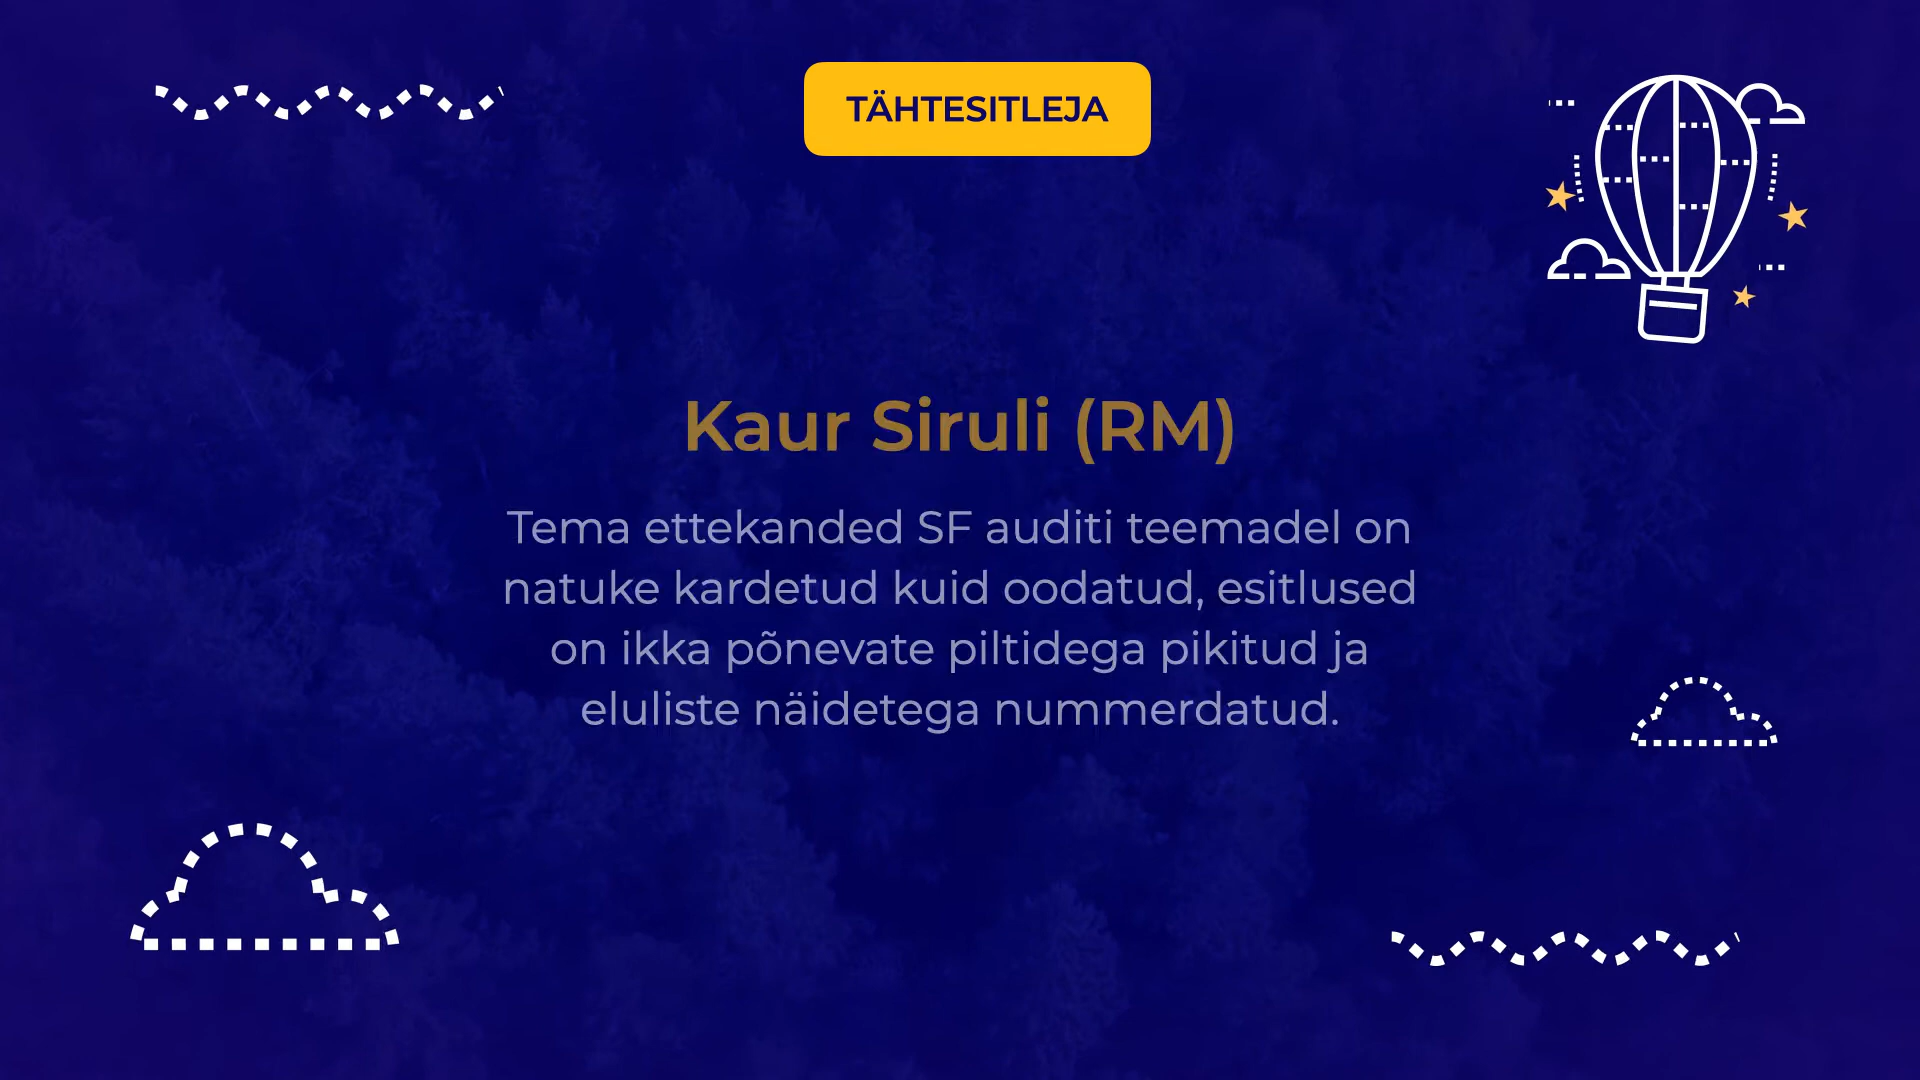 TÄHTESITLEJA
Kaur Siruli (RM)
Tema ettekanded SF auditi teemadel on
natuke kardetud kuid oodatud, esitlused
on ikka põnevate piltidega pikitud ja
eluliste näidetega nummerdatud.